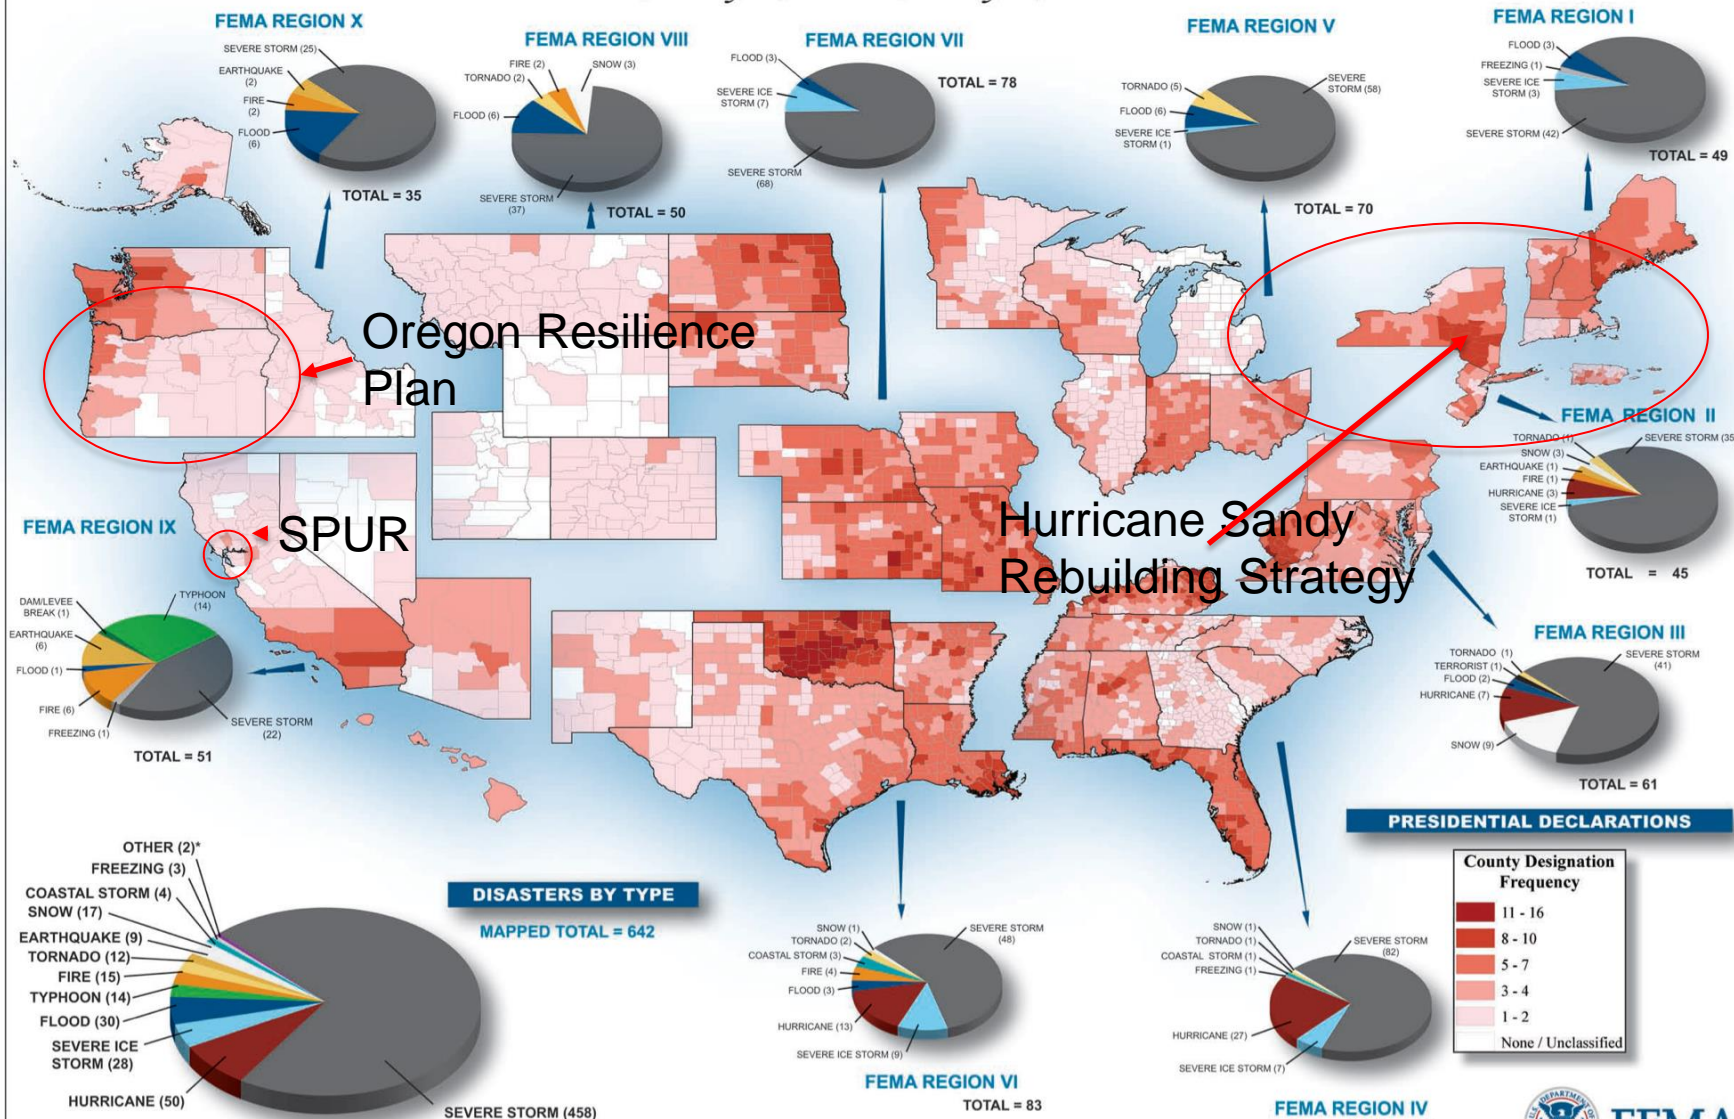 FEMA REGION X
SEVERE STORM (25)
EARTHQUAKE
(2)
FIRE
(2)
FLOOD
(6)
TOTAL = 35
FEMA REGION VIII
FIRE (2)
SNOW (3)
TORNADO (2)
FLOOD (6)
SEVERE STORM
(37)
TOTAL = 50
FEMA REGION VII
FLOOD (3)
SEVERE ICE
STORM (7)
SEVERE STORM
(68)
TOTAL = 78
FEMA REGION V
TORNADO (5)
FLOOD (6)
SEVERE ICE
STORM (1)
SEVERE
STORM (58)
TOTAL = 70
FEMA REGION I
FLOOD (3)
FREEZING (1)
SEVERE ICE
STORM (3)
SEVERE STORM (42)
TOTAL = 49
Oregon Resilience
Plan
SPUR
Hurricane Sandy
Rebuilding Strategy
FEMA REGION II
TORNADO (1)
SEVERE STORM (35
SNOW (3)
EARTHQUAKE (1)
FIRE (1)
HURRICANE (3)
SEVERE ICE
STORM (1)
TOTAL = 45
FEMA REGION IX
DAM/LEVEE
BREAK (1)
TYPHOON
(14)
EARTHQUAKE
(6)
FLOOD (1)
FIRE (6)
FREEZING (1)
SEVERE STORM
(22)
TOTAL = 51
FEMA REGION III
TORNADO (1)
TERRORIST (1)
FLOOD (2)
HURRICANE (7)
SNOW (9)
SEVERE STORM
(41)
TOTAL = 61
PRESIDENTIAL DECLARATIONS
County Designation
Frequency
11 - 16
8 - 10
5 - 7
3 - 4
1 - 2
None / Unclassified
DISASTERS BY TYPE
MAPPED TOTAL = 642
OTHER (2)*
FREEZING (3)
COASTAL STORM (4)
SNOW (17)
EARTHQUAKE (9)
TORNADO (12)
FIRE (15)
TYPHOON (14)
FLOOD (30)
SEVERE ICE
STORM (28)
HURRICANE (50)
SEVERE STORM (458)
SNOW (1)
TORNADO (2)
COASTAL STORM (3)
FIRE (4)
FLOOD (3)
HURRICANE (13)
SEVERE ICE STORM (9)
SEVERE STORM
(48)
FEMA REGION VI
TOTAL = 83
SNOW (1)
TORNADO (1)
COASTAL STORM (1)
FREEZING (1)
HURRICANE (27)
SEVERE ICE STORM (7)
SEVERE STORM
(82)
FEMA REGION IV